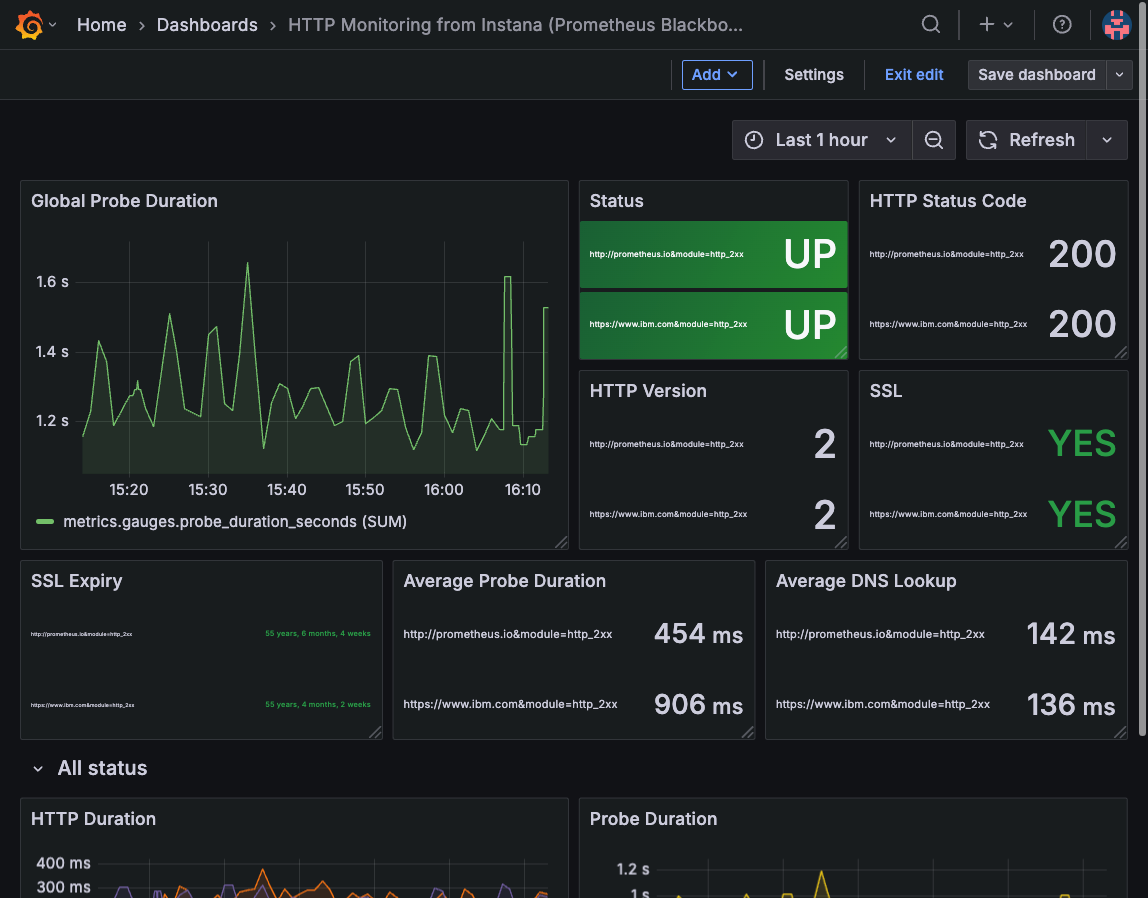 Home › Dashboards › HTTP Monitoring from Instana (Prometheus Blackbo...
Add Settings Exit edit Save dashboard
Last 1 hour Refresh
Global Probe Duration
1.6 s
1.4 s
1.2 s
15:20 15:30 15:40 15:50 16:00 16:10
metrics.gauges.probe_duration_seconds (SUM)
Status
http://prometheus.io&module=http_2xx UP
https://www.ibm.com&module=http_2xx UP
HTTP Status Code
http://prometheus.io&module=http_2xx 200
https://www.ibm.com&module=http_2xx 200
HTTP Version
http://prometheus.io&module=http_2xx 2
https://www.ibm.com&module=http_2xx 2
SSL
http://prometheus.io&module=http_2xx YES
https://www.ibm.com&module=http_2xx YES
SSL Expiry
http://prometheus.io&module=http_2xx 55 years, 6 months, 4 weeks
https://www.ibm.com&module=http_2xx 55 years, 4 months, 2 weeks
Average Probe Duration
http://prometheus.io&module=http_2xx 454 ms
https://www.ibm.com&module=http_2xx 906 ms
Average DNS Lookup
http://prometheus.io&module=http_2xx 142 ms
https://www.ibm.com&module=http_2xx 136 ms
All status
HTTP Duration
400 ms
300 ms
Probe Duration
1.2 s
1 s